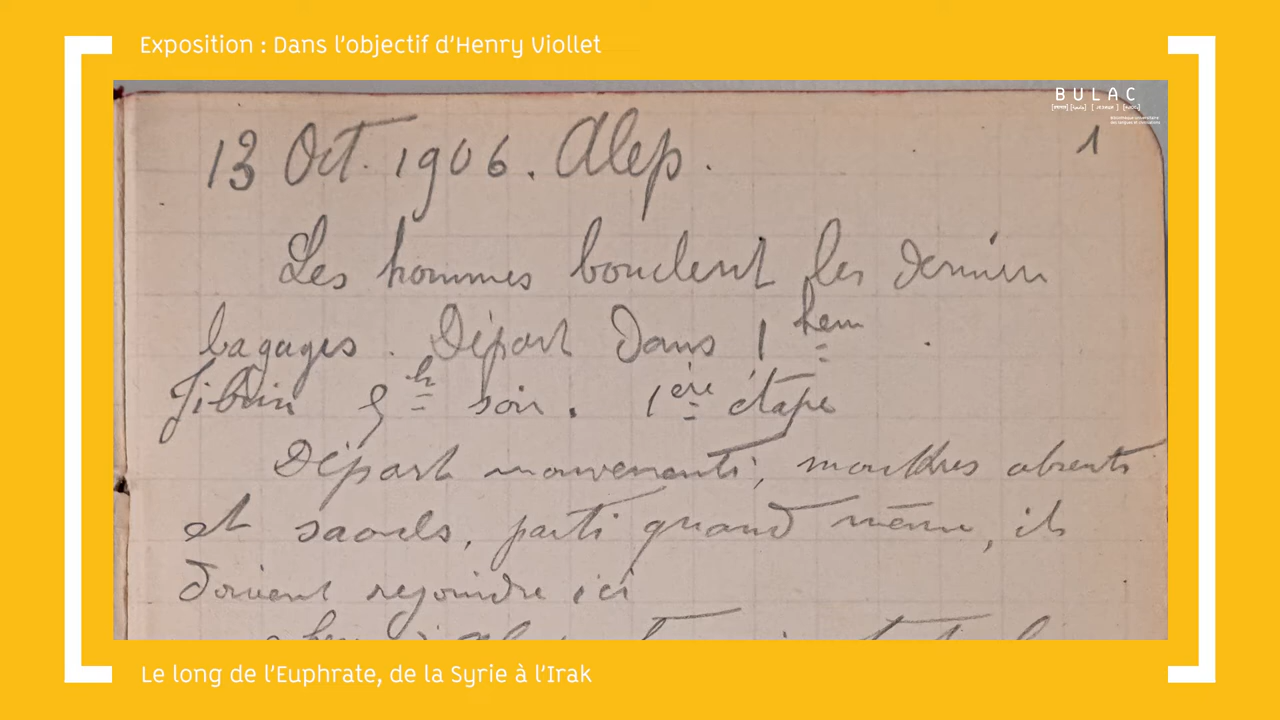 Exposition : Dans l'objectif d'Henry Viollet
BULAC
1
13 Oct. 1906. Alep.
Les hommes bouclent les derniers
bagages. Départ dans 1 heure
Jibrin soir. 1ère étape
Départ mouvementé, absents
et saouls, parti quand même, ils
doivent rejoindre ici
Le long de l'Euphrate, de la Syrie à l'Irak